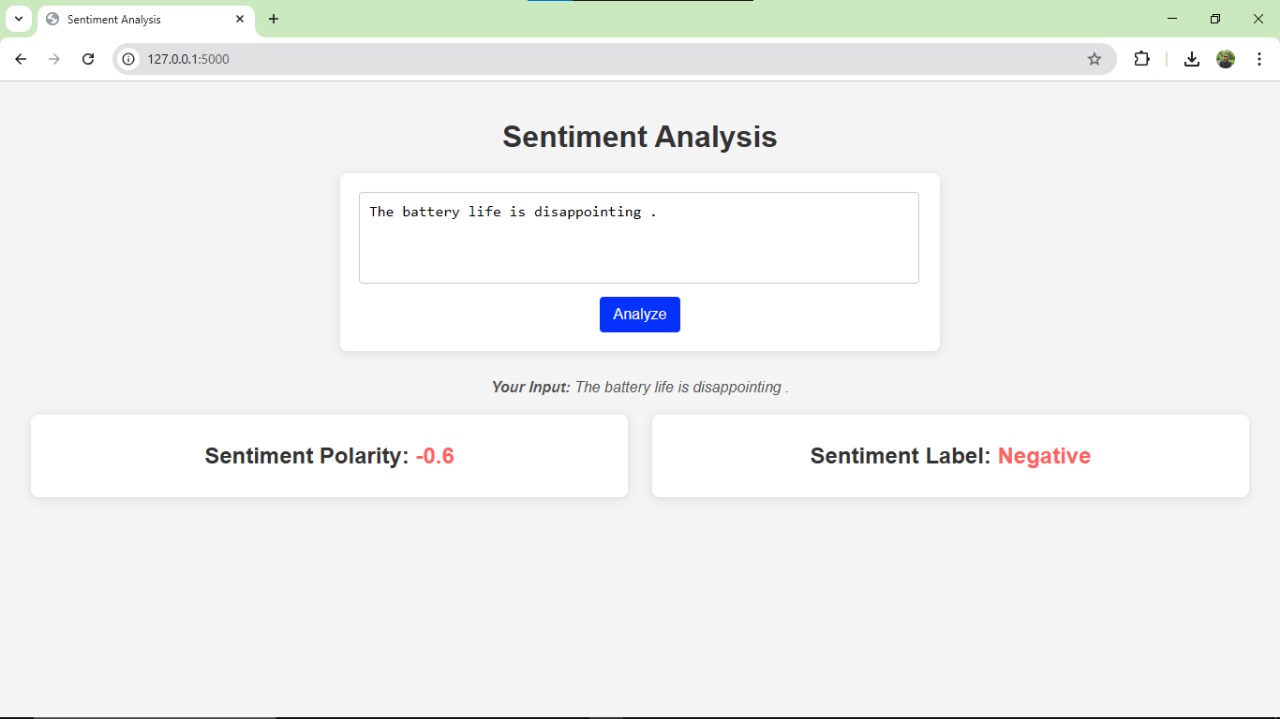 Sentiment Analysis
127.0.0.1:5000
Sentiment Analysis
The battery life is disappointing .
Analyze
Your Input: The battery life is disappointing .
Sentiment Polarity: -0.6
Sentiment Label: Negative